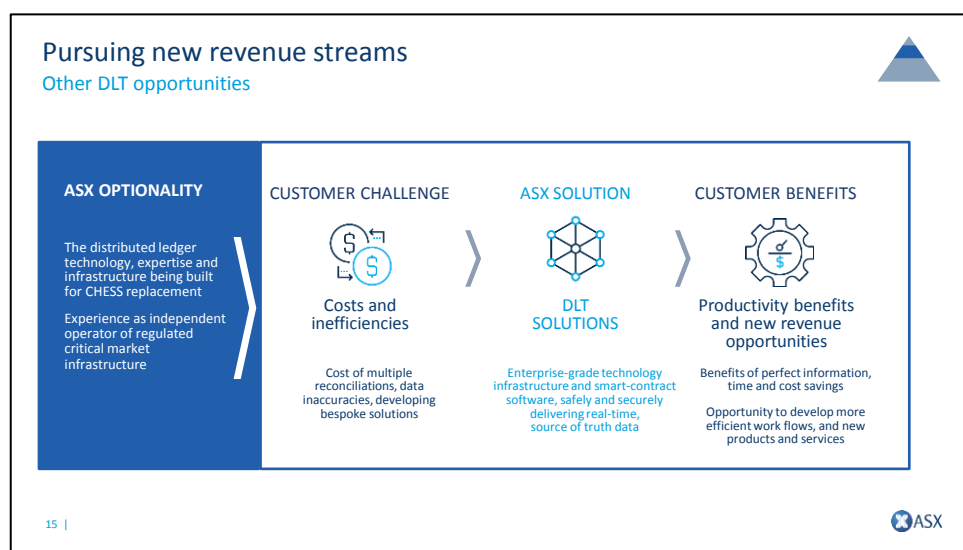 Pursuing new revenue streams
Other DLT opportunities
ASX OPTIONALITY
The distributed ledger
technology, expertise and
infrastructure being built
for CHESS replacement
Experience as independent
operator of regulated
critical market
infrastructure
CUSTOMER CHALLENGE
$
$
Costs and
inefficiencies
Cost of multiple
reconciliations, data
inaccuracies, developing
bespoke solutions
ASX SOLUTION
DLT
SOLUTIONS
Enterprise-grade technology
infrastructure and smart-contract
software, safely and securely
delivering real-time,
source of truth data
CUSTOMER BENEFITS
$
Productivity benefits
and new revenue
opportunities
Benefits of perfect information,
time and cost savings
Opportunity to develop more
efficient work flows, and new
products and services
15 |
ASX